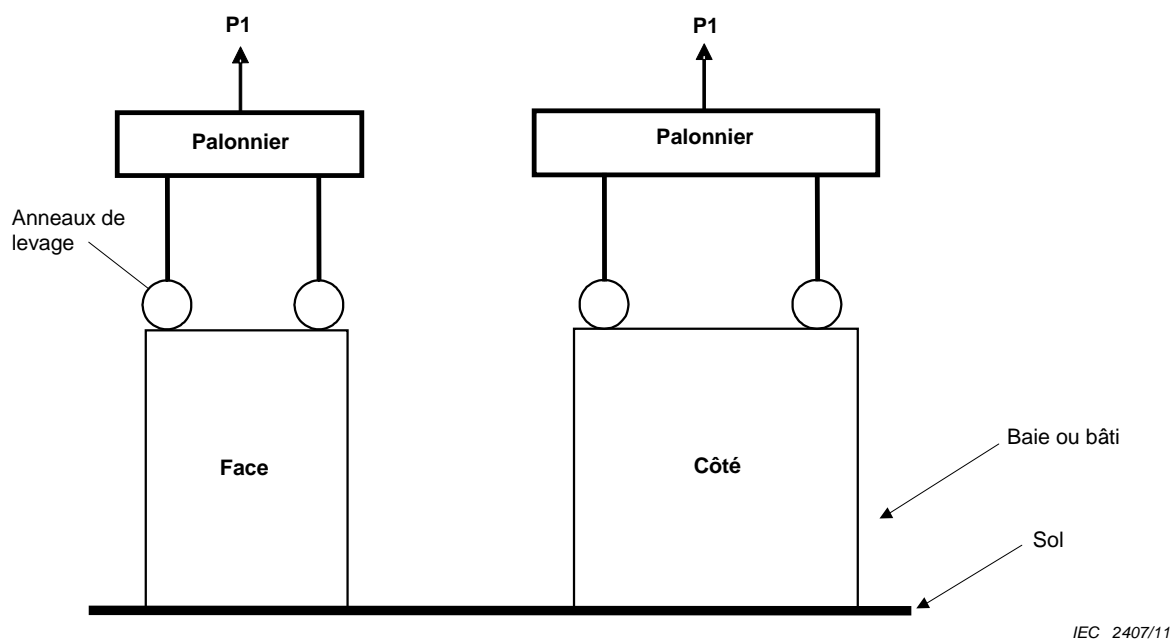 P1
P1
Palonnier
Palonnier
Anneaux de
levage
Face
Côté
Baie ou bâti
Sol
IEC 2407/11